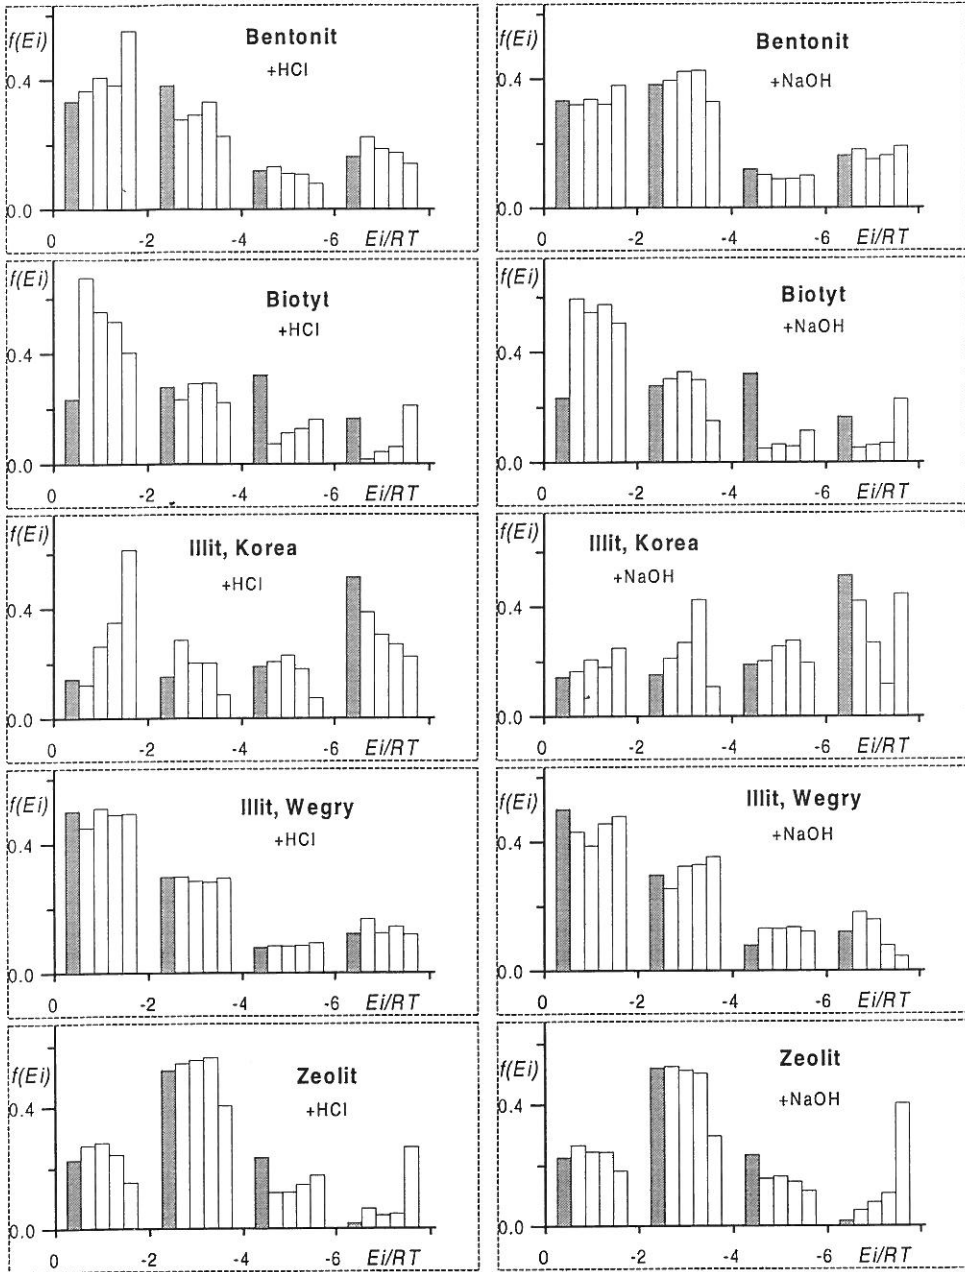 f(Ei)
Bentonit
+HCl
0.4
0.0
0 -2 -4 -6 Ei/RT
f(Ei)
Bentonit
+NaOH
0.4
0.0
0 -2 -4 -6 Ei/RT
f(Ei)
Biotyt
+HCl
0.4
0.0
0 -2 -4 -6 Ei/RT
f(Ei)
Biotyt
+NaOH
0.4
0.0
0 -2 -4 -6 Ei/RT
f(Ei)
Illit, Korea
+HCl
0.4
0.0
0 -2 -4 -6 Ei/RT
f(Ei)
Illit, Korea
+NaOH
0.4
0.0
0 -2 -4 -6 Ei/RT
f(Ei)
Illit, Wegry
+HCl
0.4
0.0
0 -2 -4 -6 Ei/RT
f(Ei)
Illit, Wegry
+NaOH
0.4
0.0
0 -2 -4 -6 Ei/RT
f(Ei)
Zeolit
+HCl
0.4
0.0
0 -2 -4 -6 Ei/RT
f(Ei)
Zeolit
+NaOH
0.4
0.0
0 -2 -4 -6 Ei/RT